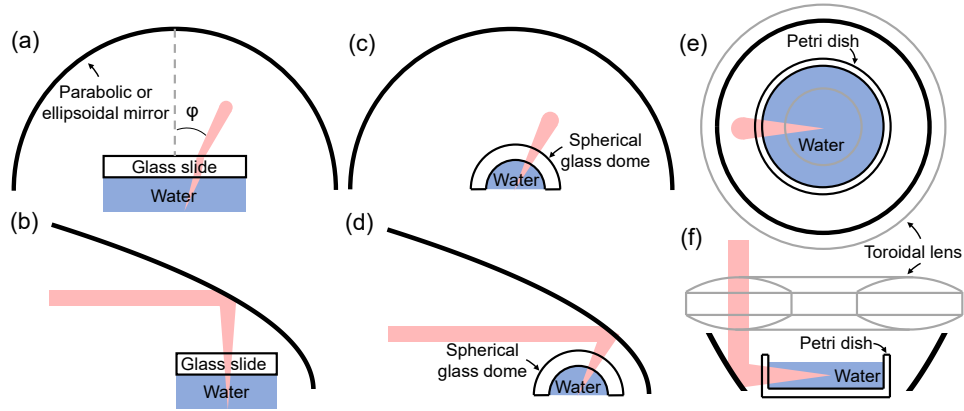 (a)
Parabolic or
ellipsoidal mirror
φ
Glass slide
Water
(b)
Glass slide
Water
(c)
Spherical
glass dome
Water
(d)
Spherical
glass dome
Water
(e)
Petri dish
Water
Toroidal lens
(f)
Petri dish
Water